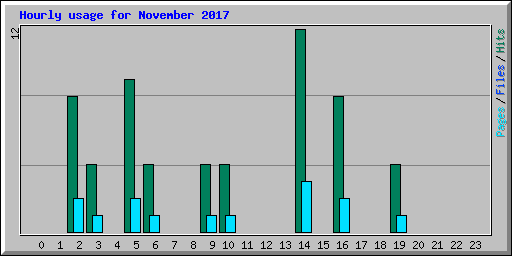 Hourly usage for November 2017
12
Pages/Files/Hits
0 1 2 3 4 5 6 7 8 9 10 11 12 13 14 15 16 17 18 19 20 21 22 23